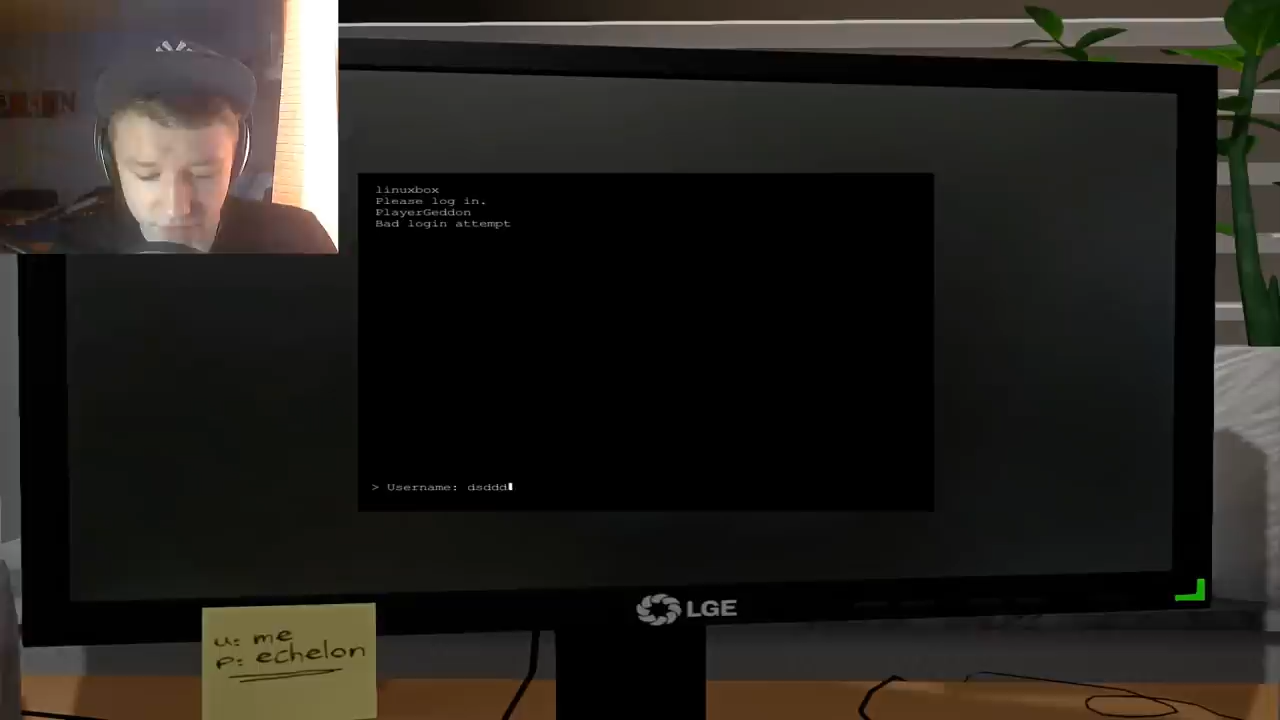 linuxbox
Please log in.
PlayerGeddon
Bad login attempt
> Username: dsddd
LGE
u: me
p: echelon